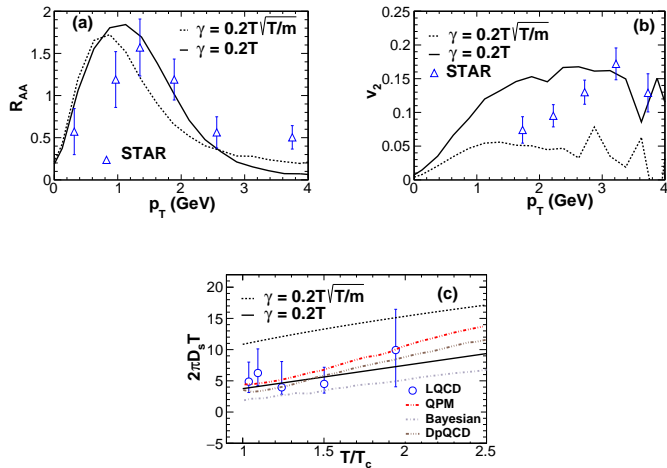 (a)
γ = 0.2T√T/m
γ = 0.2T
STAR
R_AA
2
1.5
1
0.5
0
0 1 2 3 4
p_T (GeV)
(b)
γ = 0.2T√T/m
γ = 0.2T
STAR
v_2
0.2
0.15
0.1
0.05
0
0 1 2 3 4
p_T (GeV)
(c)
γ = 0.2T√T/m
γ = 0.2T
2πD_sT
20
15
10
5
0
−5
LQCD
QPM
Bayesian
DpQCD
1 1.5 2 2.5
T/T_c